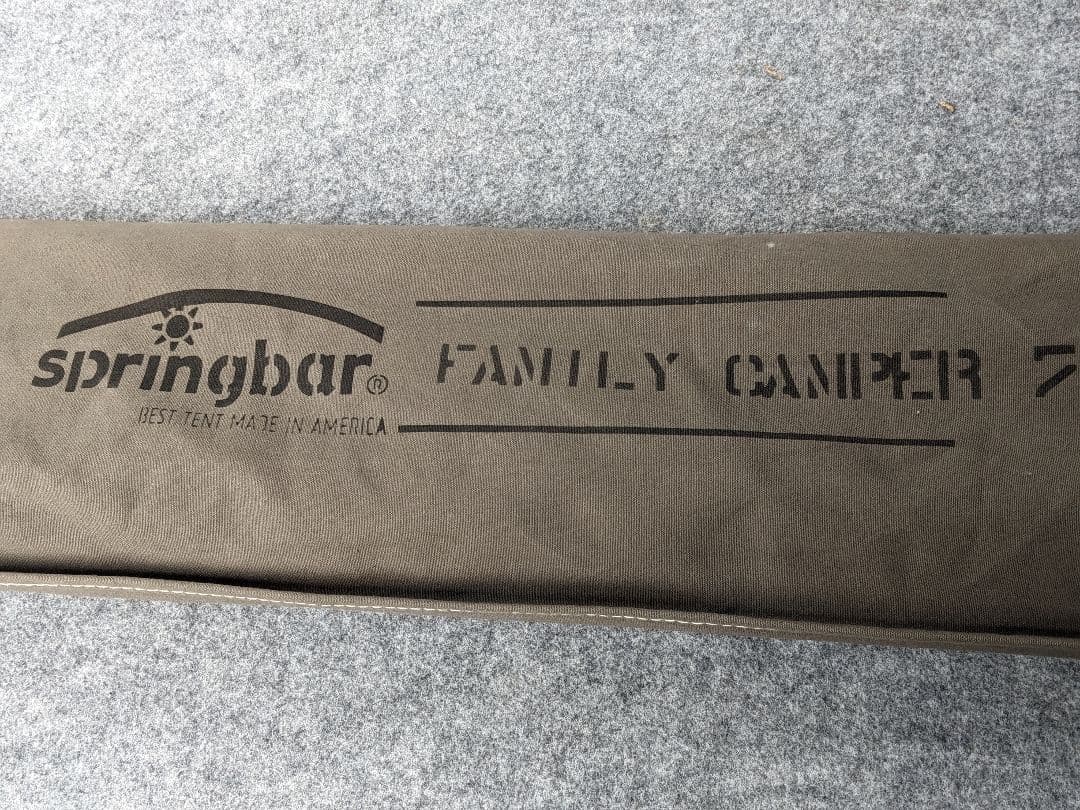 springbar®
BEST TENT MADE IN AMERICA
FAMILY CAMPER 7